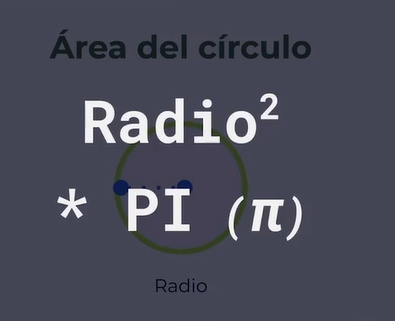 Área del círculo
Radio²
* PI (π)
Radio